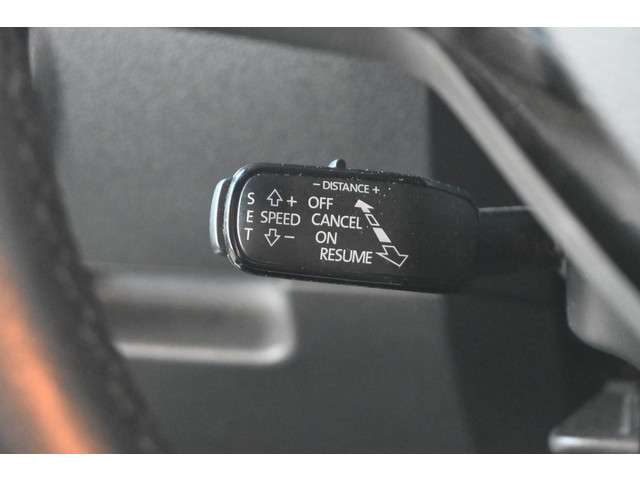 - DISTANCE +
S + OFF
E SPEED CANCEL
T - ON
RESUME